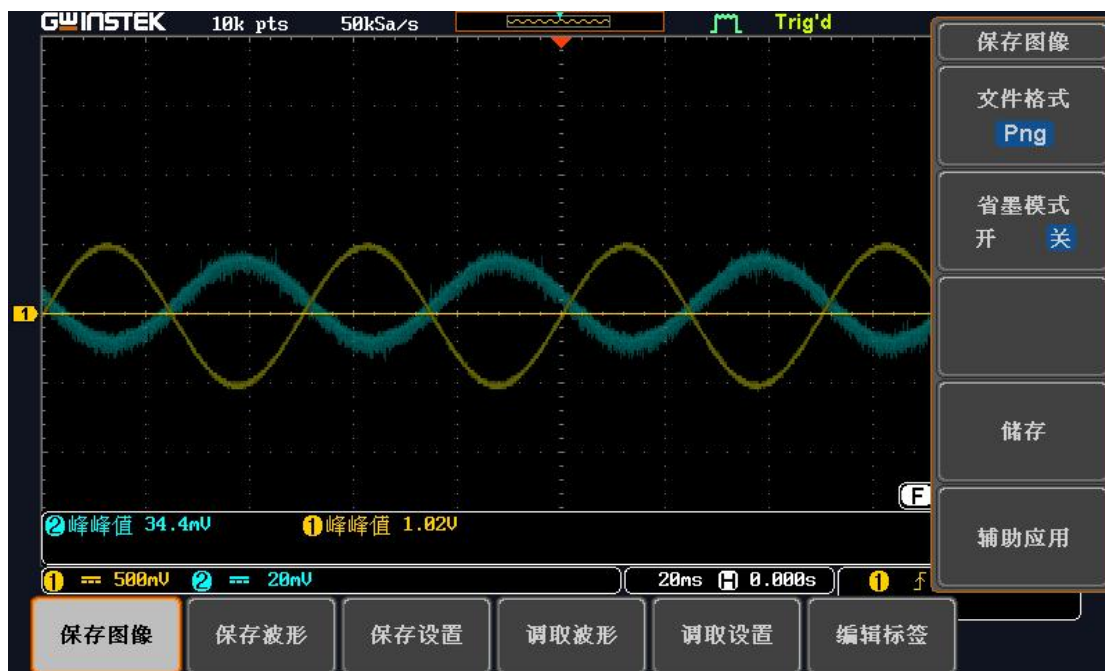 GWINSTEK 10k pts 50kSa/s Trig'd
保存图像
文件格式
Png
省墨模式
开 关
1
储存
F
②峰峰值 34.4mV ①峰峰值 1.02V
辅助应用
1 500mV 2 20mV 20ms H 0.000s 1
保存图像 保存波形 保存设置 调取波形 调取设置 编辑标签